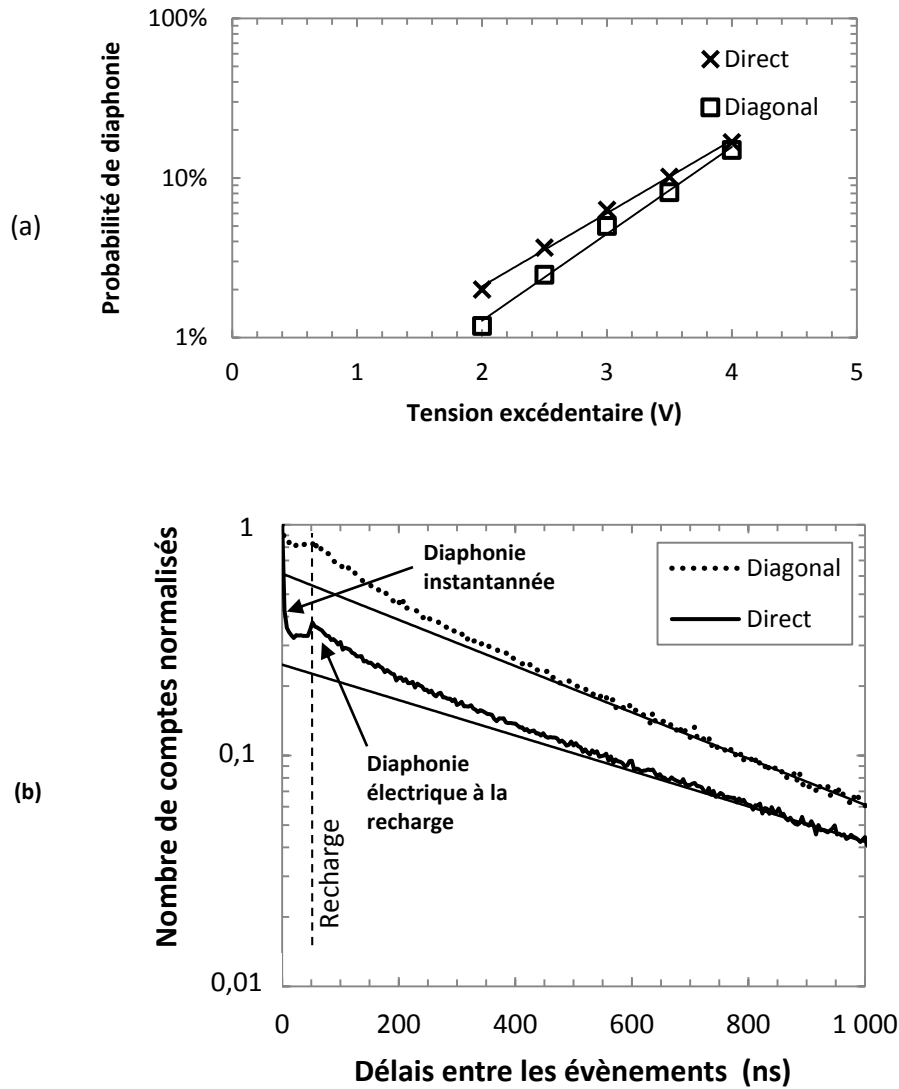 (a)
Probabilité de diaphonie
100%
10%
1%
Direct
Diagonal
0 1 2 3 4 5
Tension excédentaire (V)
(b)
Nombre de comptes normalisés
1
0,1
0,01
Diaphonie
instantannée
Diaphonie
électrique à la
recharge
Recharge
Diagonal
Direct
0 200 400 600 800 1 000
Délais entre les évènements (ns)